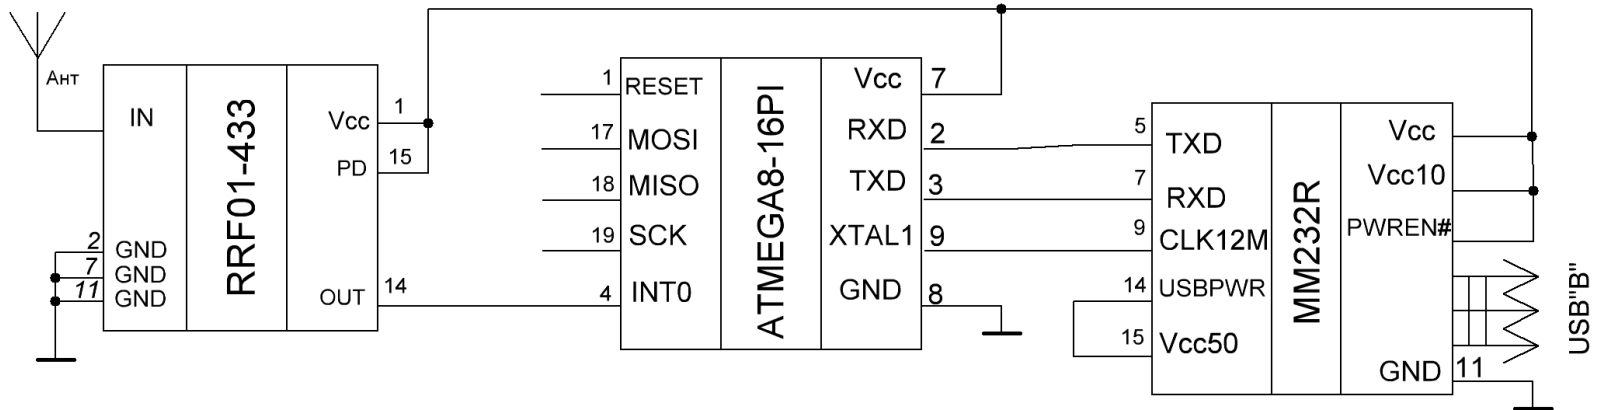 Ант
IN
2 GND
7 GND
11 GND
RRF01-433
Vcc 1
PD 15
OUT 14
1 RESET
17 MOSI
18 MISO
19 SCK
4 INT0
ATMEGA8-16PI
Vcc 7
RXD 2
TXD 3
XTAL1 9
GND 8
5 TXD
7 RXD
9 CLK12M
14 USBPWR
15 Vcc50
MM232R
Vcc
Vcc10
PWREN#
GND 11
USB"B"